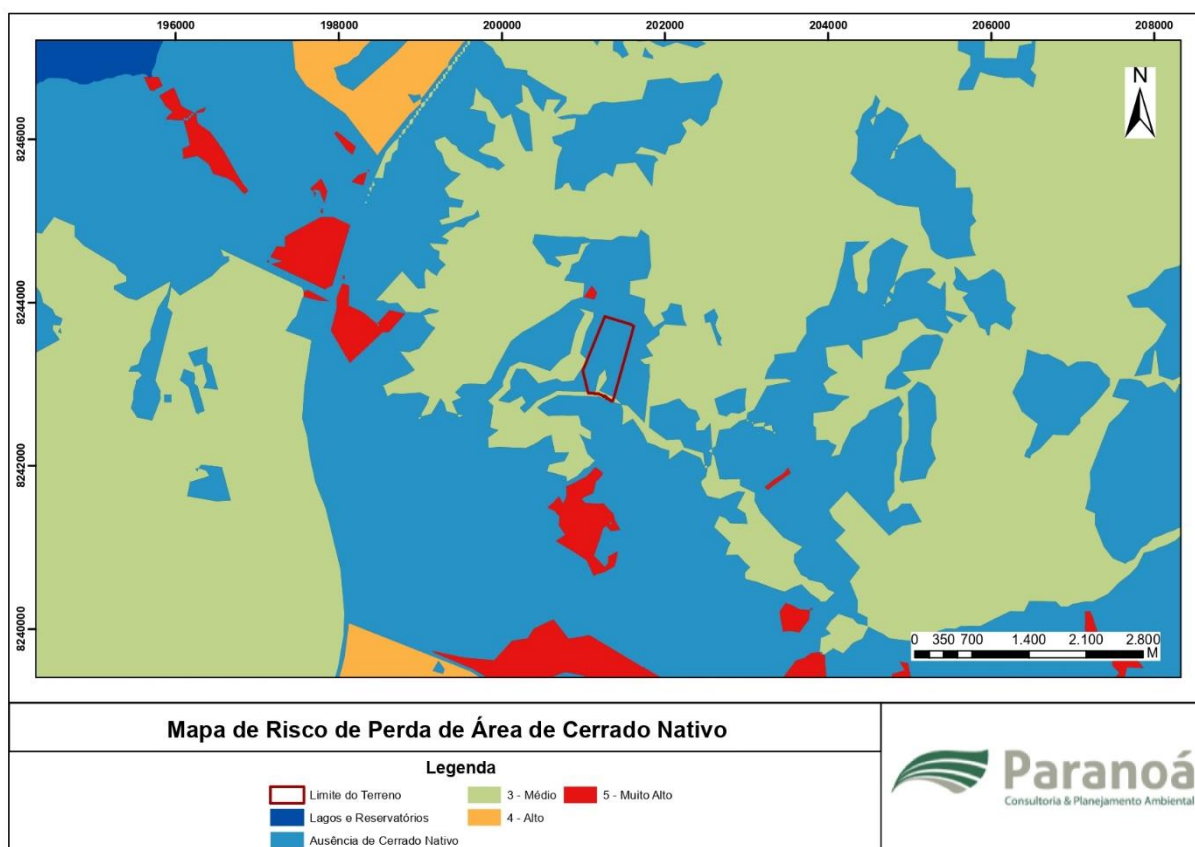 196000 198000 200000 202000 204000 206000 208000
N
8246000
8244000
8242000
8240000
0 350 700 1.400 2.100 2.800
M
Mapa de Risco de Perda de Área de Cerrado Nativo
Legenda
Limite do Terreno 3 - Médio 5 - Muito Alto
Lagos e Reservatórios 4 - Alto
Ausência de Cerrado Nativo
Paranoá
Consultoria & Planejamento Ambiental